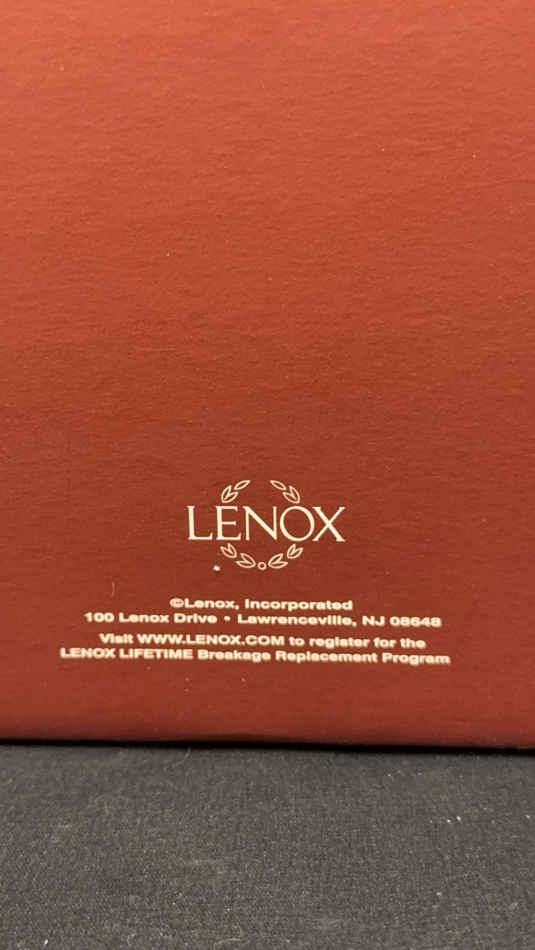 LENOX
©Lenox, Incorporated
100 Lenox Drive • Lawrenceville, NJ 08648
Visit WWW.LENOX.COM to register for the
LENOX LIFETIME Breakage Replacement Program